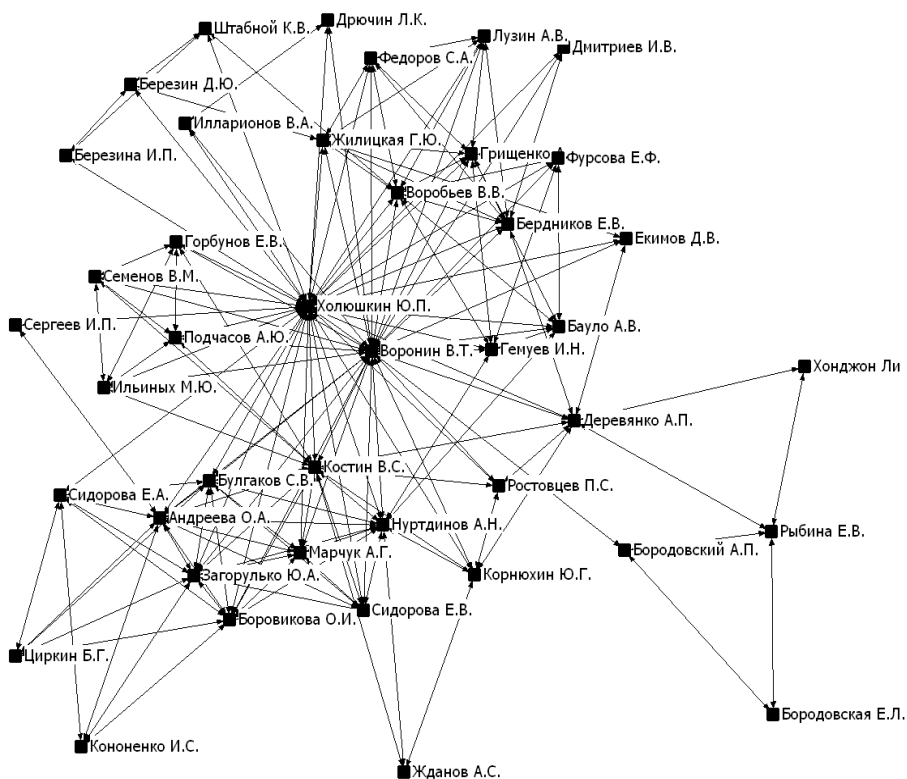 Дрючин Л.К.
Штабной К.В.
Лузин А.В.
Дмитриев И.В.
Федоров С.А.
Березин Д.Ю.
Илларионов В.А.
Жилицкая Г.Ю.
Грищенко
Березина И.П.
Фурсова Е.Ф.
Воробьев В.В.
Бердников Е.В.
Екимов Д.В.
Горбунов Е.В.
Семенов В.М.
Холюшкин Ю.П.
Сергеев И.П.
Бауло А.В.
Подчасов А.Ю.
Воронин В.Т.
Гемуев И.Н.
Хонджон Ли
Ильиных М.Ю.
Деревянко А.П.
Костин В.С.
Булгаков С.В.
Ростовцев П.С.
Сидорова Е.А.
Андреева О.А.
Нуртдинов А.Н.
Рыбина Е.В.
Марчук А.Г.
Бородовский А.П.
Загорулько Ю.А.
Корнюхин Ю.Г.
Сидорова Е.В.
Боровикова О.И.
Циркин Б.Г.
Бородовская Е.Л.
Кононенко И.С.
Жданов А.С.